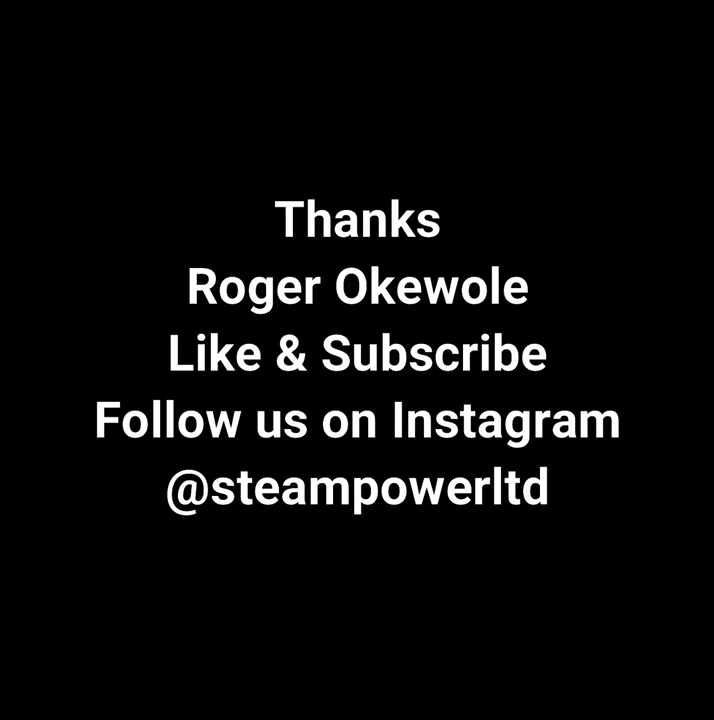 Thanks
Roger Okewole
Like & Subscribe
Follow us on Instagram
@steampowerltd